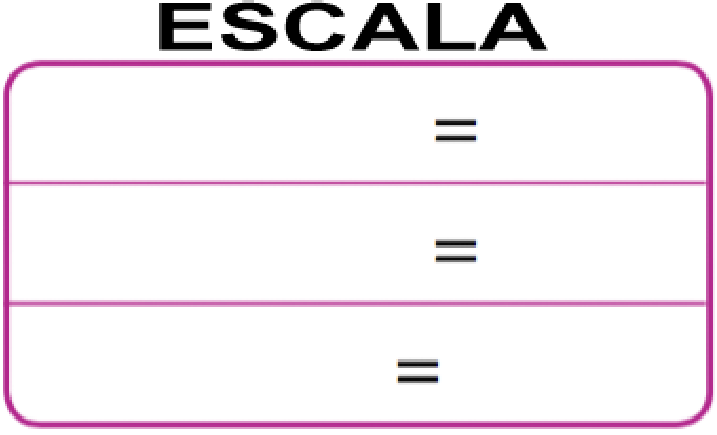 ESCALA
=
=
=